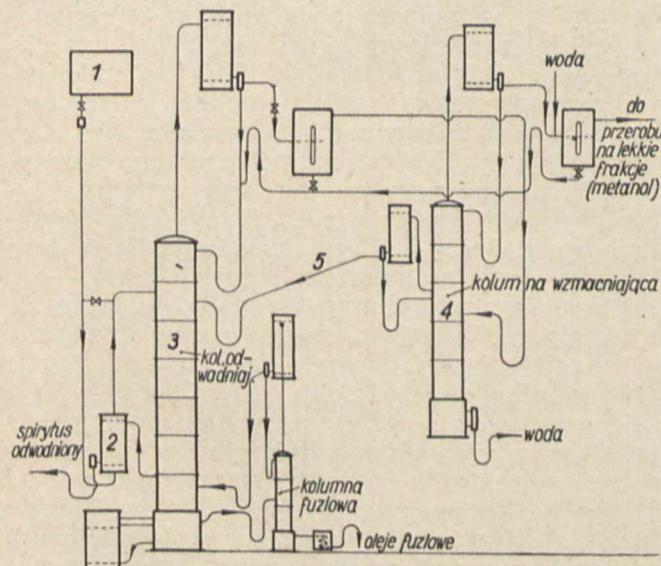 1
woda
do
przerobu
na lekkie
frakcje
(metanol)
5
kolumna wzmacniająca
4
3
kol.od-
wadniaj.
2
spirytus
odwodniony
woda
kolumna
fuzlowa
oleje fuzlowe